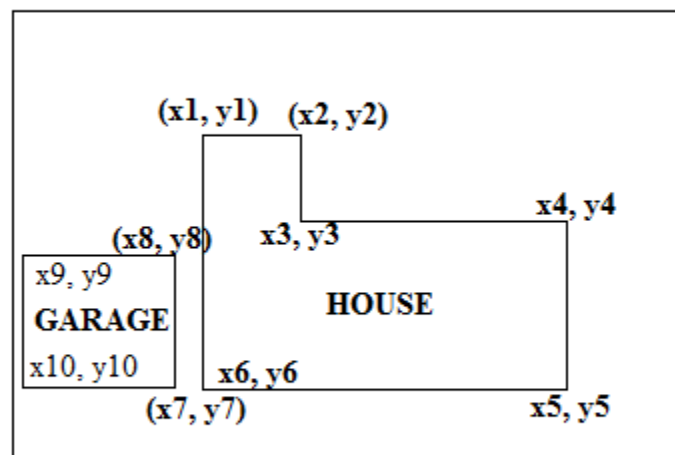 (x1, y1) (x2, y2)
x4, y4
(x8, y8) x3, y3
x9, y9
GARAGE HOUSE
x10, y10 x6, y6
(x7, y7) x5, y5